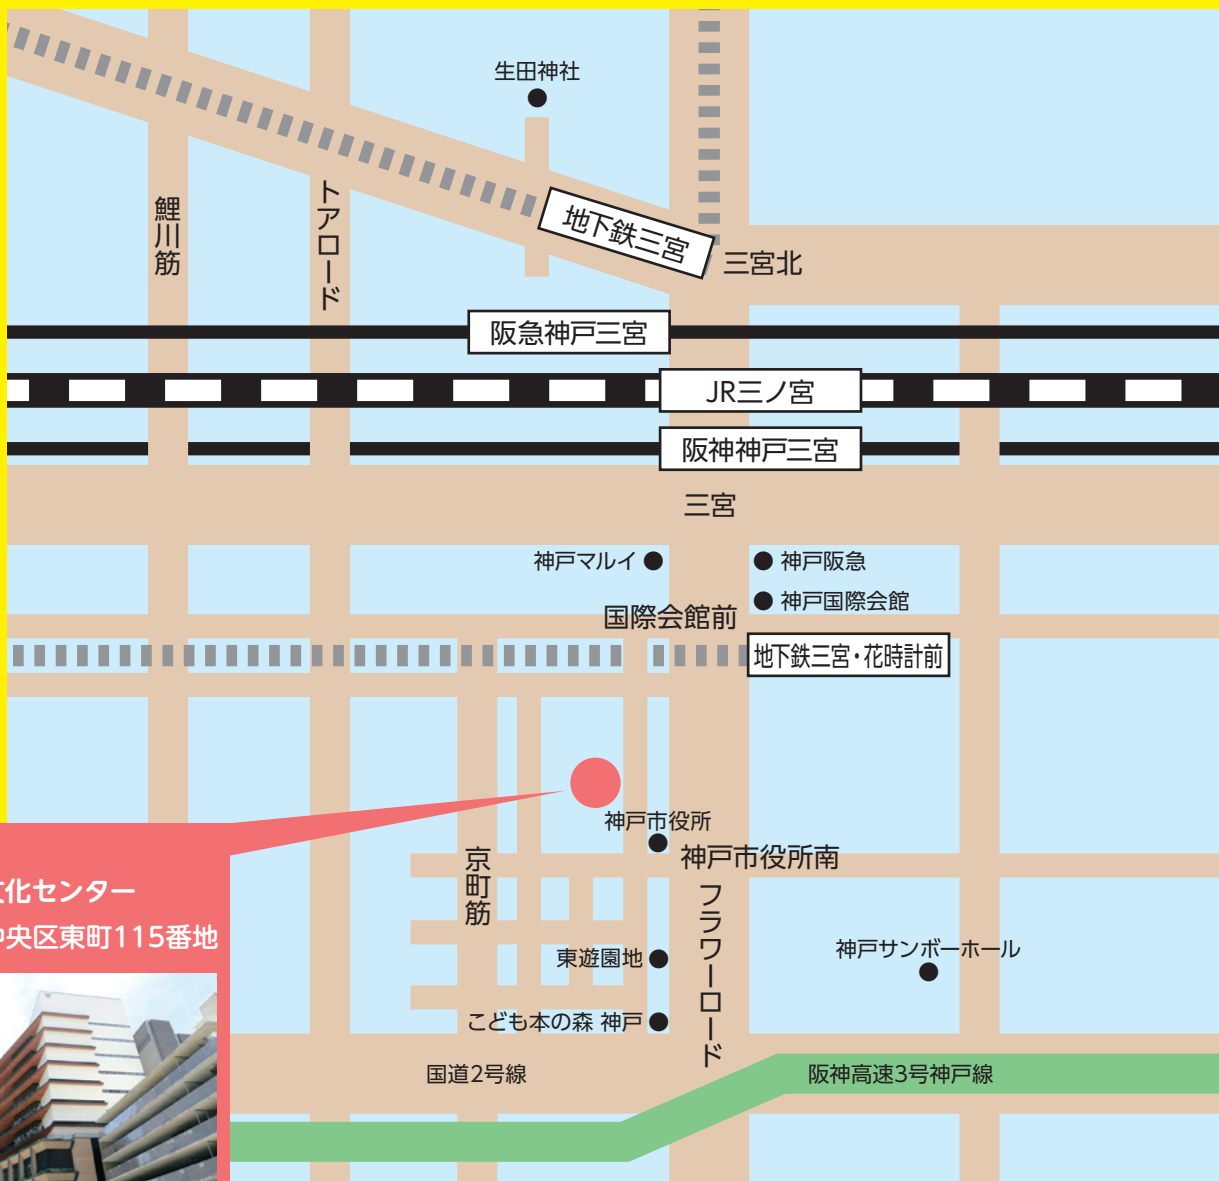 生田神社
鯉川筋
トアロード
地下鉄三宮
三宮北
阪急神戸三宮
JR三ノ宮
阪神神戸三宮
三宮
神戸マルイ
神戸阪急
神戸国際会館
国際会館前
地下鉄三宮・花時計前
神戸市役所
神戸市役所南
京町筋
フラワーロード
化センター
央区東町115番地
東遊園地
神戸サンボーホール
こども本の森 神戸
国道2号線
阪神高速3号神戸線